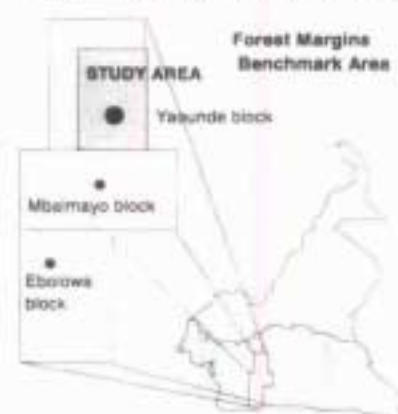 Forest Margins
Benchmark Area
STUDY AREA
Yaounde block
Mbalmayo block
Ebolowa
block